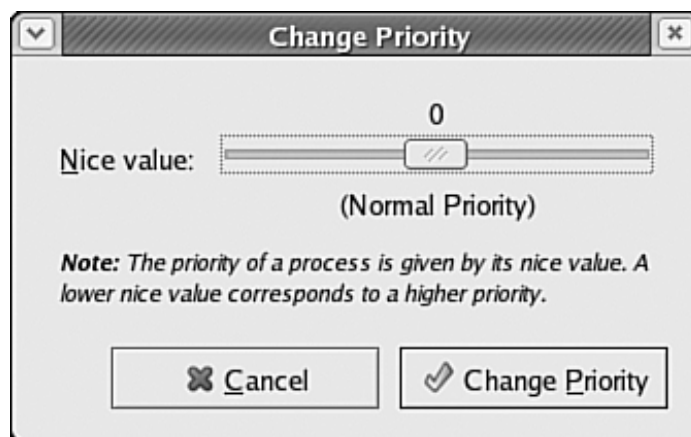 Change Priority
0
Nice value:
(Normal Priority)
Note: The priority of a process is given by its nice value. A
lower nice value corresponds to a higher priority.
Cancel
Change Priority